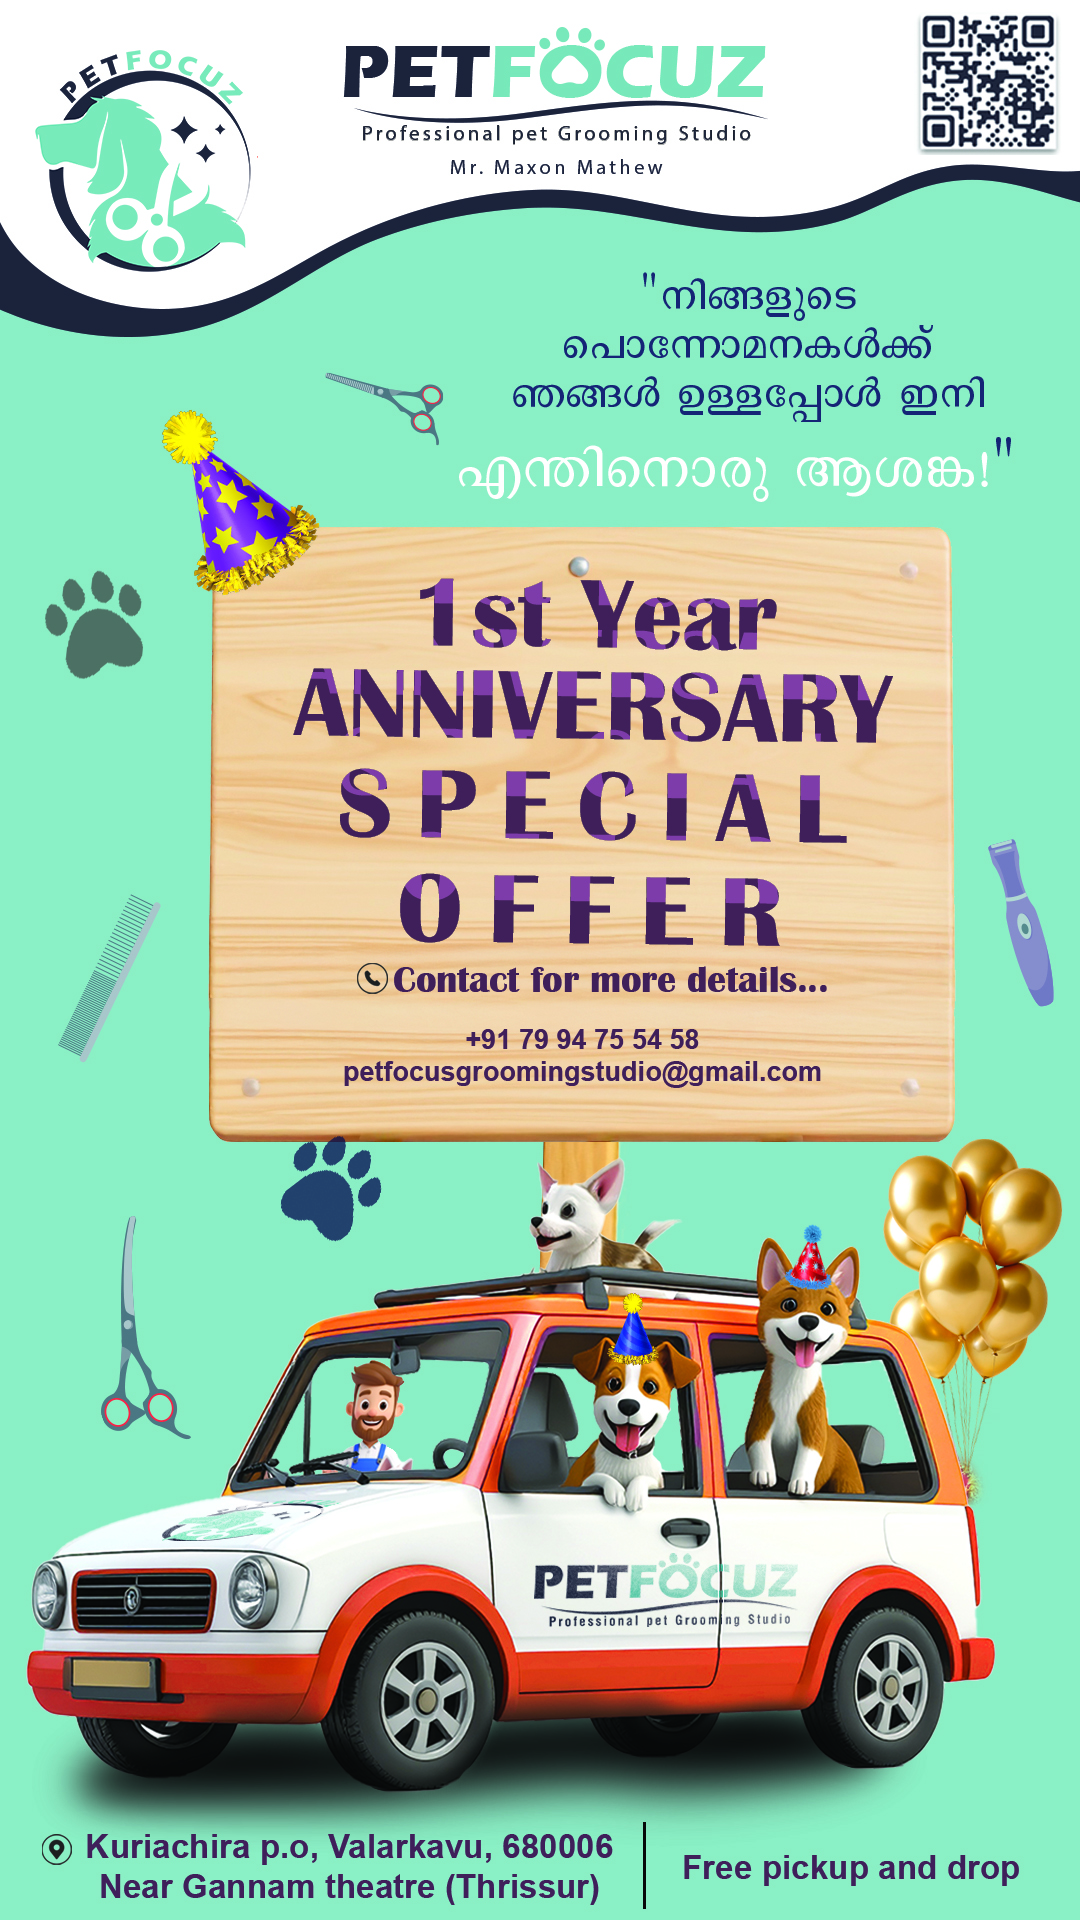 PETFOCUZ
PETFOCUZ
Professional pet Grooming Studio
Mr. Maxon Mathew
"നിങ്ങളുടെ
പൊന്നോമനകൾക്ക്
ഞങ്ങൾ ഉള്ളപ്പോൾ ഇനി
എന്തിനൊരു ആശങ്ക!"
1st Year
ANNIVERSARY
SPECIAL
OFFER
Contact for more details...
+91 79 94 75 54 58
petfocusgroomingstudio@gmail.com
PETFOCUZ
Professional pet Grooming Studio
Kuriachira p.o, Valarkavu, 680006
Near Gannam theatre (Thrissur)
Free pickup and drop